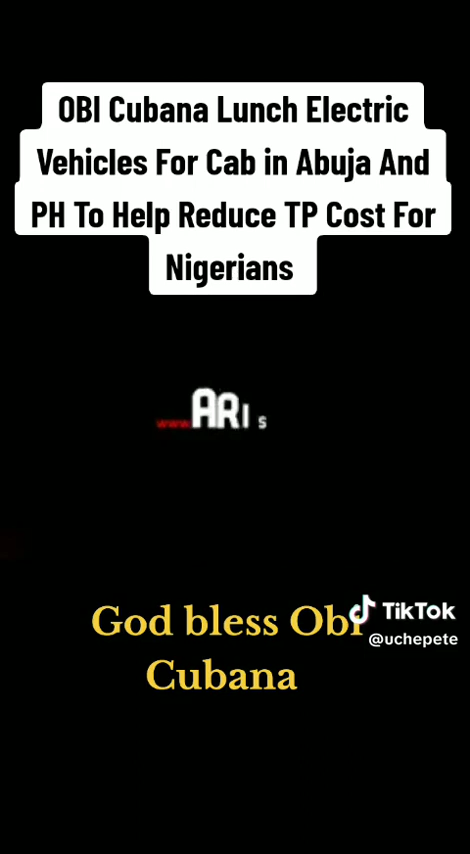 OBI Cubana Lunch Electric
Vehicles For Cab in Abuja And
PH To Help Reduce TP Cost For
Nigerians
www.ARI s
God bless Obi
Cubana
TikTok
@uchepete